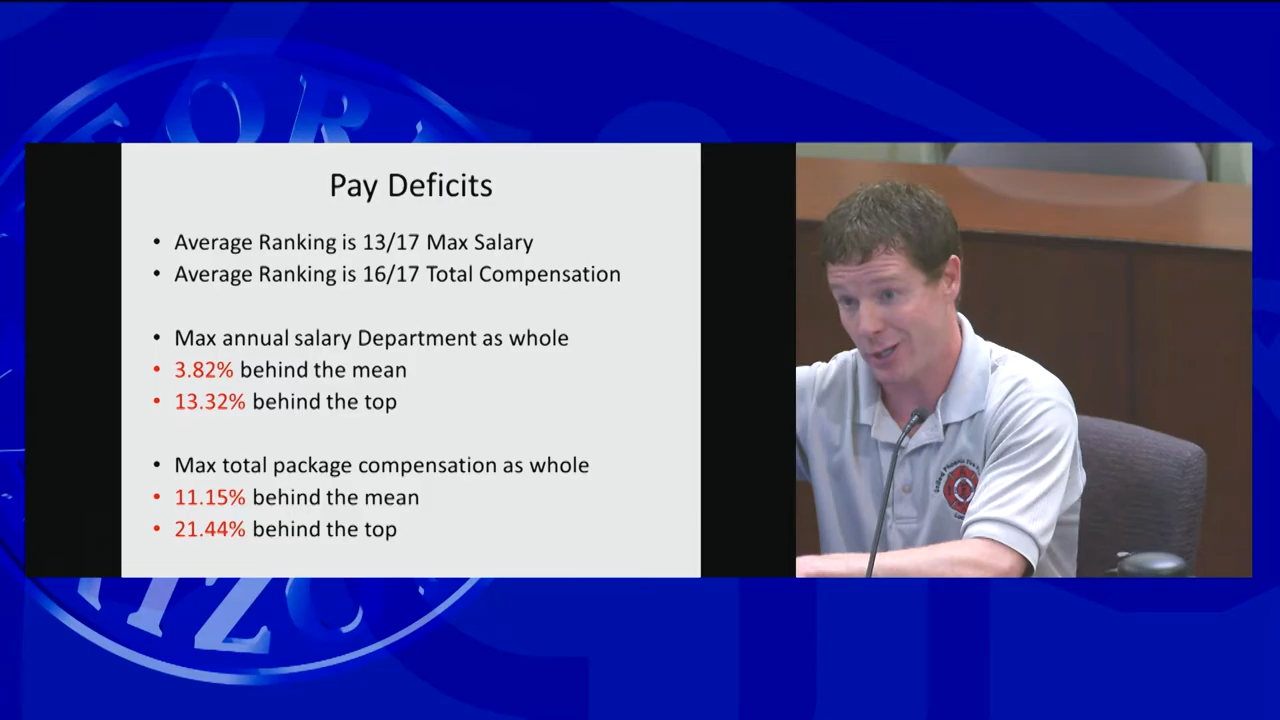 Pay Deficits
• Average Ranking is 13/17 Max Salary
• Average Ranking is 16/17 Total Compensation
• Max annual salary Department as whole
• 3.82% behind the mean
• 13.32% behind the top
• Max total package compensation as whole
• 11.15% behind the mean
• 21.44% behind the top